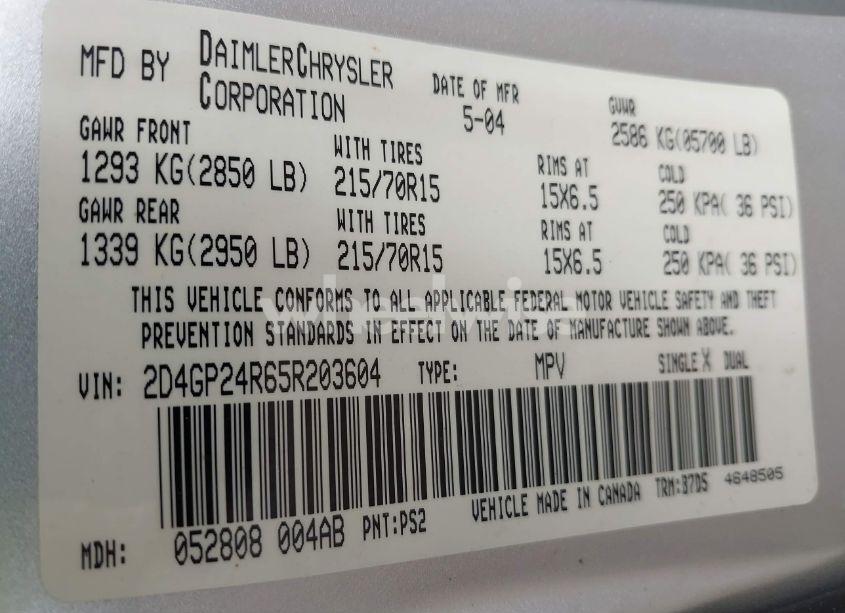 MFD BY DAIMLERCHRYSLER CORPORATION
DATE OF MFR 5-04
GVWR 2586 KG(05700 LB)
GAWR FRONT WITH TIRES RIMS AT COLD
1293 KG(2850 LB) 215/70R15 15X6.5 250 KPA( 36 PSI)
GAWR REAR WITH TIRES RIMS AT COLD
1339 KG(2950 LB) 215/70R15 15X6.5 250 KPA( 36 PSI)
THIS VEHICLE CONFORMS TO ALL APPLICABLE FEDERAL MOTOR VEHICLE SAFETY AND THEFT
PREVENTION STANDARDS IN EFFECT ON THE DATE OF MANUFACTURE SHOWN ABOVE.
VIN: 2D4GP24R65R203604 TYPE: MPV SINGLE X DUAL
VEHICLE MADE IN CANADA TRM:B7D5 4648505
MDH: 052808 004AB PNT:PS2